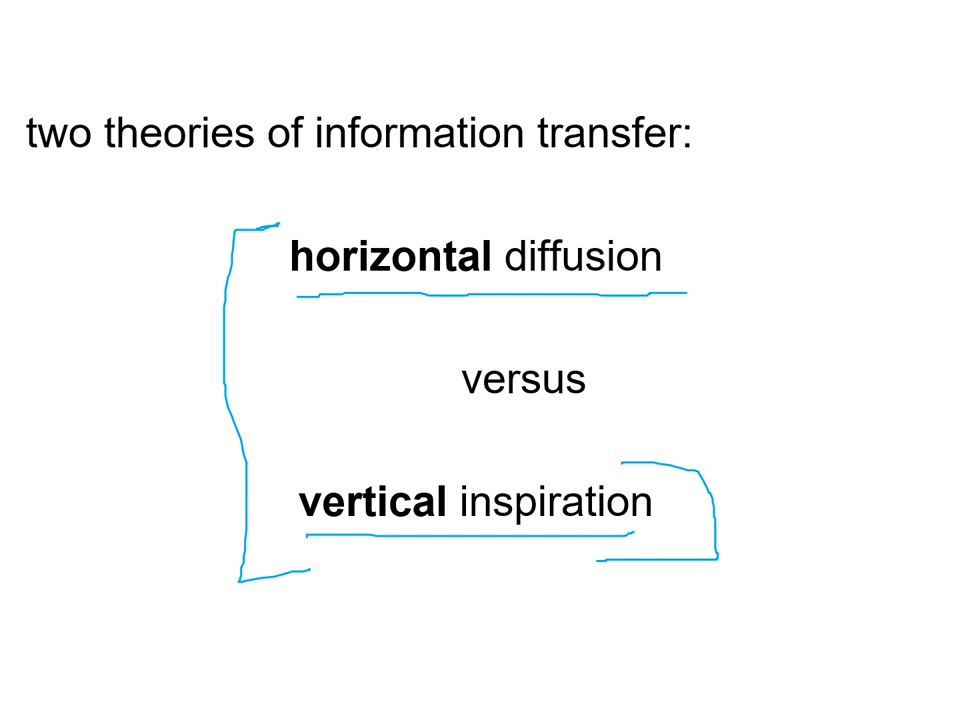 two theories of information transfer:
horizontal diffusion
versus
vertical inspiration